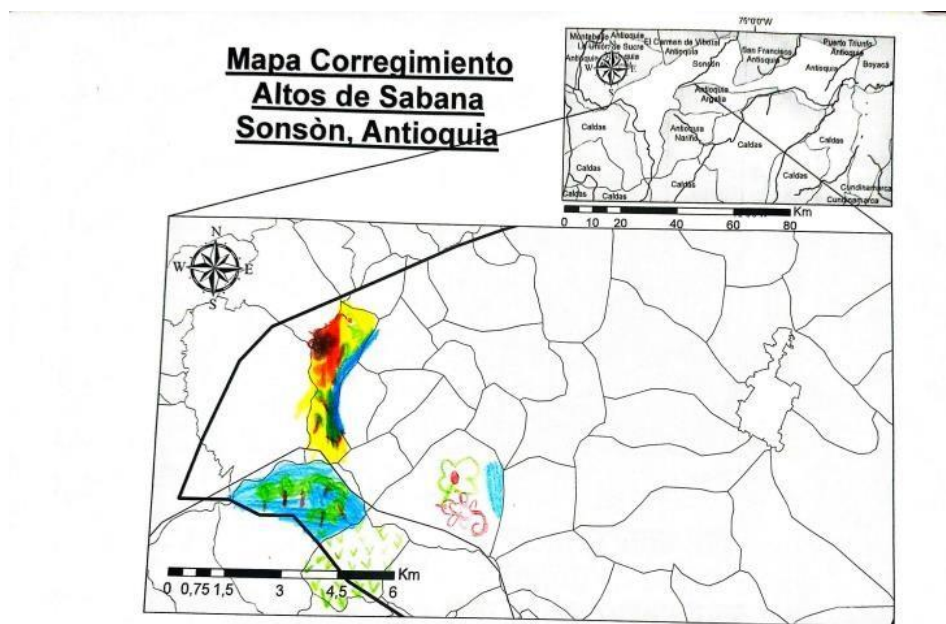 Mapa Corregimiento
Altos de Sabana
Sonsòn, Antioquia
75°0'0"W
Antioquia
El Carmen de Viboral
Antioquia
Sonsón
San Francisco
Antioquia
Puerto Triunfo
Antioquia
Boyacá
La Unión de Sucre
N
W E
Antioquia
Antioquia
Argelia
Antioquia
Nariño
Caldas
Caldas
Caldas
Caldas
Caldas
Caldas
Caldas
Caldas
Cundinamarca
Cundinamarca
Km
0 10 20 40 60 80
N
W E
S
Km
0 0,75 1,5 3 4,5 6